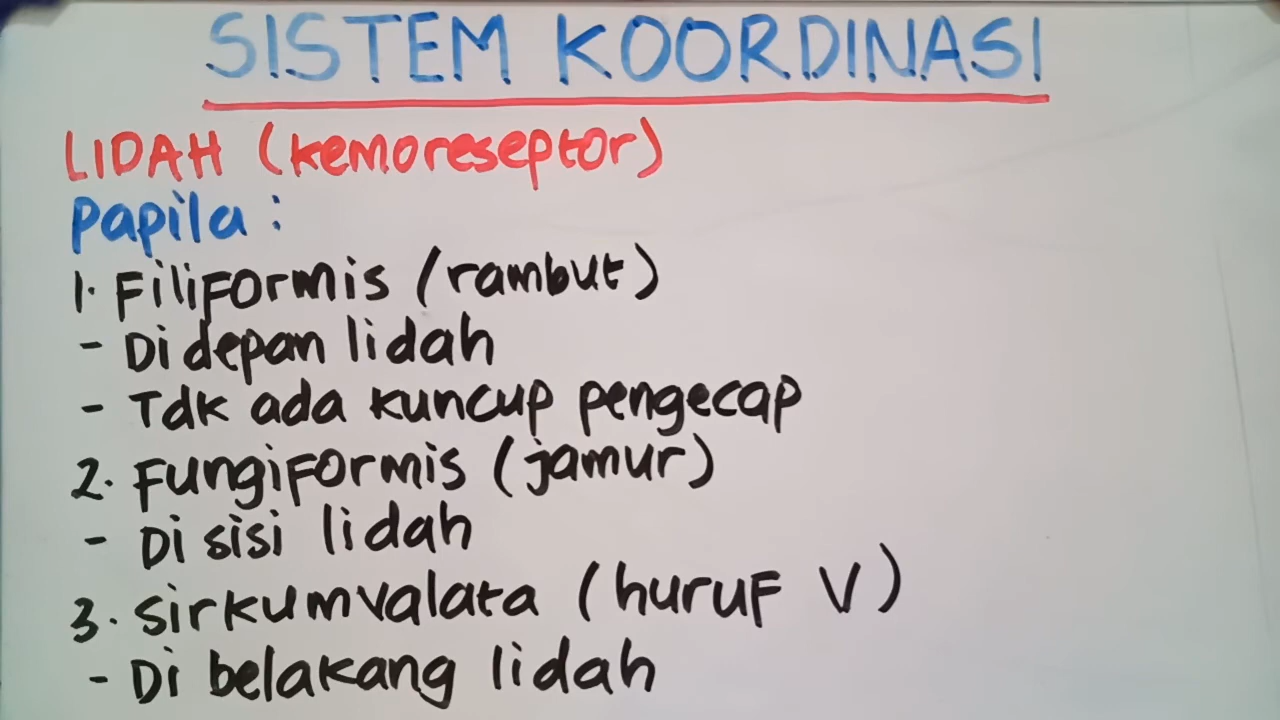 SISTEM KOORDINASI
LIDAH (kemoreseptor)
Papila :
1. Filiformis (rambut)
- Di depan lidah
- Tdk ada kuncup pengecap
2. Fungiformis (jamur)
- Di sisi lidah
3. Sirkumvalata (huruf V)
- Di belakang lidah